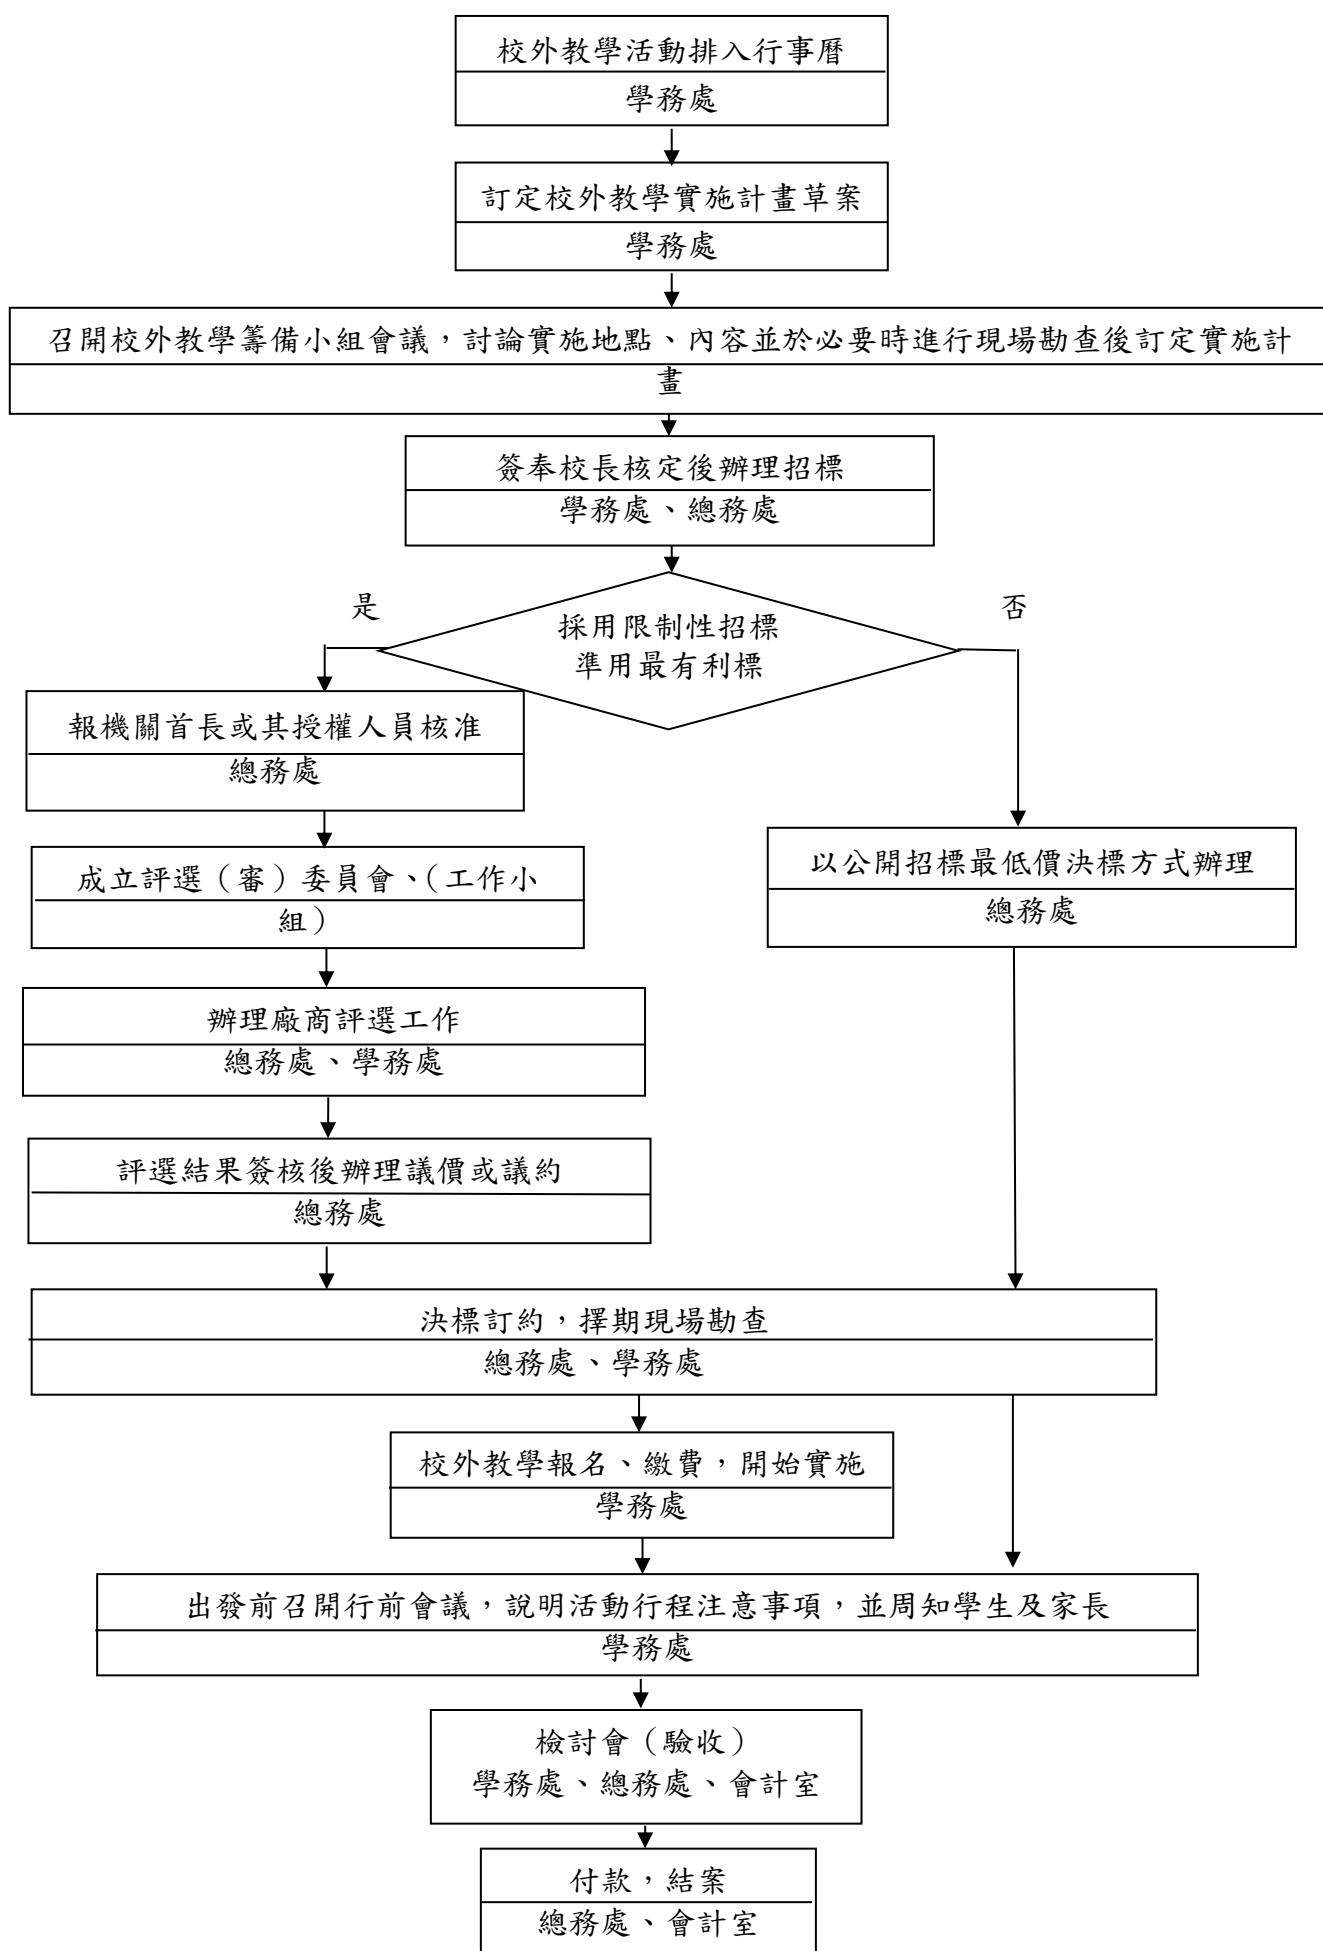 校外教學活動排入行事曆
學務處
訂定校外教學實施計畫草案
學務處
召開校外教學籌備小組會議，討論實施地點、內容並於必要時進行現場勘查後訂定實施計
畫
簽奉校長核定後辦理招標
學務處、總務處
是
否
採用限制性招標
準用最有利標
報機關首長或其授權人員核准
總務處
成立評選（審）委員會、（工作小
組）
以公開招標最低價決標方式辦理
總務處
辦理廠商評選工作
總務處、學務處
評選結果簽核後辦理議價或議約
總務處
決標訂約，擇期現場勘查
總務處、學務處
校外教學報名、繳費，開始實施
學務處
出發前召開行前會議，說明活動行程注意事項，並周知學生及家長
學務處
檢討會（驗收）
學務處、總務處、會計室
付款，結案
總務處、會計室